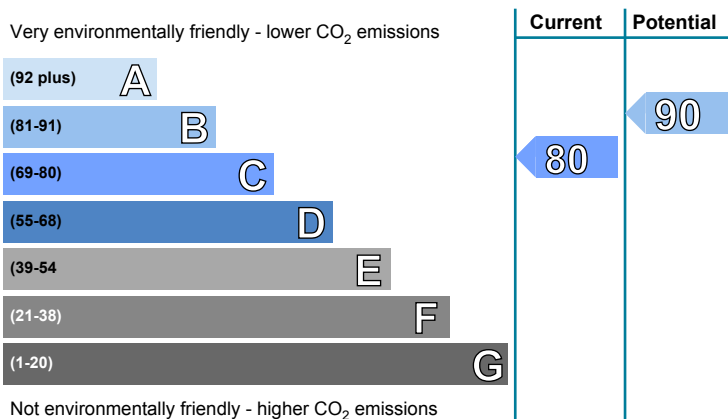 Current Potential
Very environmentally friendly - lower CO₂ emissions
(92 plus) A
(81-91) B
90
(69-80) C
80
(55-68) D
(39-54 E
(21-38) F
(1-20) G
Not environmentally friendly - higher CO₂ emissions